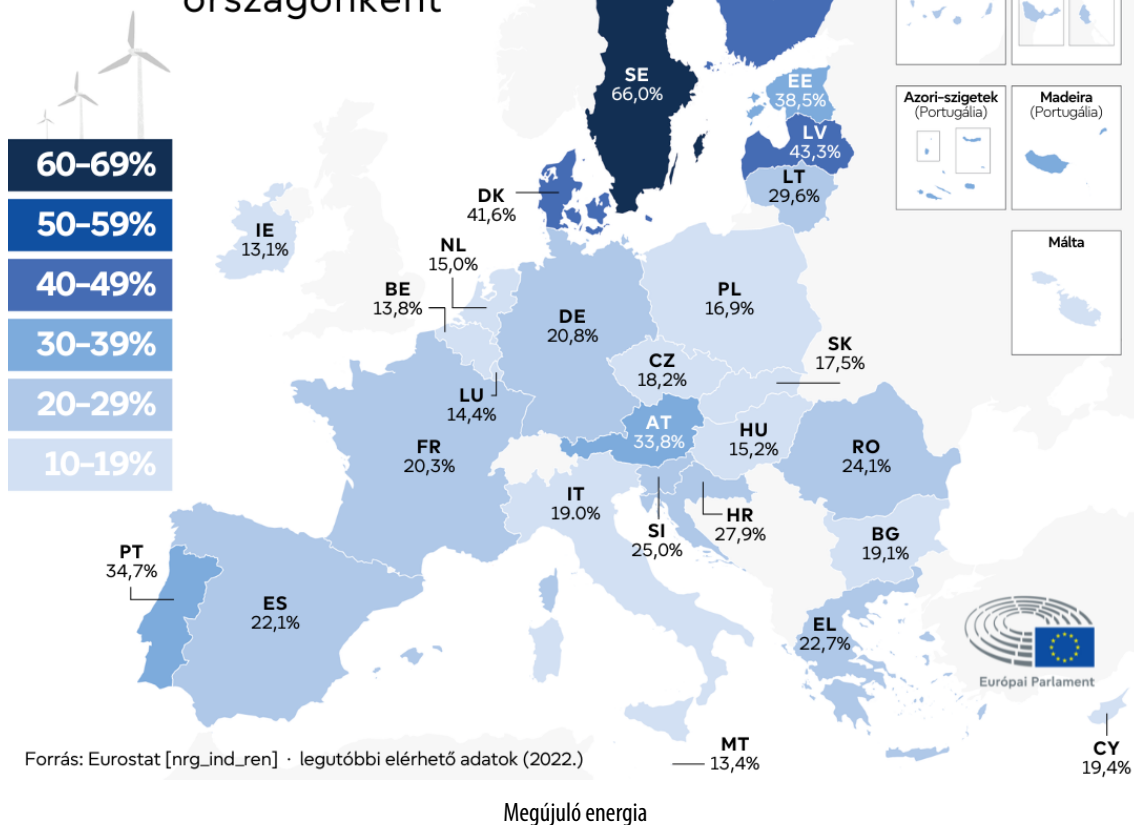 országonként
60–69%
50–59%
40–49%
30–39%
20–29%
10–19%
SE
66,0%
EE
38,5%
LV
43,3%
LT
29,6%
DK
41,6%
IE
13,1%
NL
15,0%
BE
13,8%
DE
20,8%
PL
16,9%
SK
17,5%
CZ
18,2%
LU
14,4%
AT
33,8%
HU
15,2%
RO
24,1%
FR
20,3%
IT
19.0%
SI
25,0%
HR
27,9%
BG
19,1%
PT
34,7%
ES
22,1%
EL
22,7%
MT
13,4%
CY
19,4%
Azori-szigetek
(Portugália)
Madeira
(Portugália)
Málta
Európai Parlament
Forrás: Eurostat [nrg_ind_ren] · legutóbbi elérhető adatok (2022.)
Megújuló energia